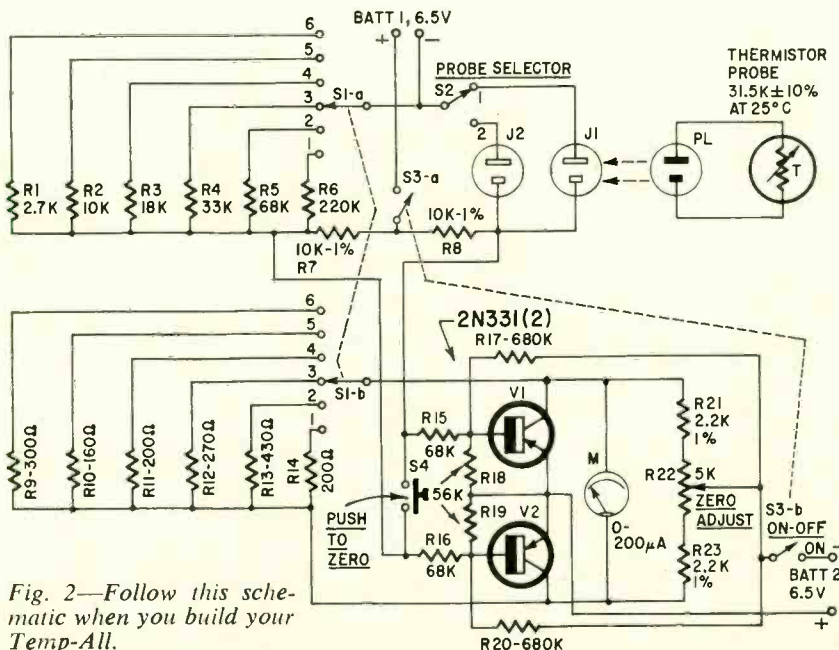 BATT 1, 6.5V
+ −
6
5
4
3
2
1
S1-a
PROBE SELECTOR
S2
1
2
J2
J1
PL
THERMISTOR
PROBE
31.5K±10%
AT 25°C
T
R1
2.7K
R2
10K
R3
18K
R4
33K
R5
68K
R6
220K
S3-a
10K-1%
R7
10K-1%
R8
6
5
4
3
2
1
S1-b
2N331(2)
R17-680K
R9-300Ω
R10-160Ω
R11-200Ω
R12-270Ω
R13-430Ω
R14
200Ω
R15
68K
V1
S4
R18
56K
R19
PUSH
TO
ZERO
R16
68K
V2
M
0-
200µA
R21
2.2K
1%
R22
5K
ZERO
ADJUST
R23
2.2K
1%
S3-b
ON-OFF
ON −
BATT 2
6.5V
+
R20-680K
Fig. 2—Follow this sche-
matic when you build your
Temp-All.